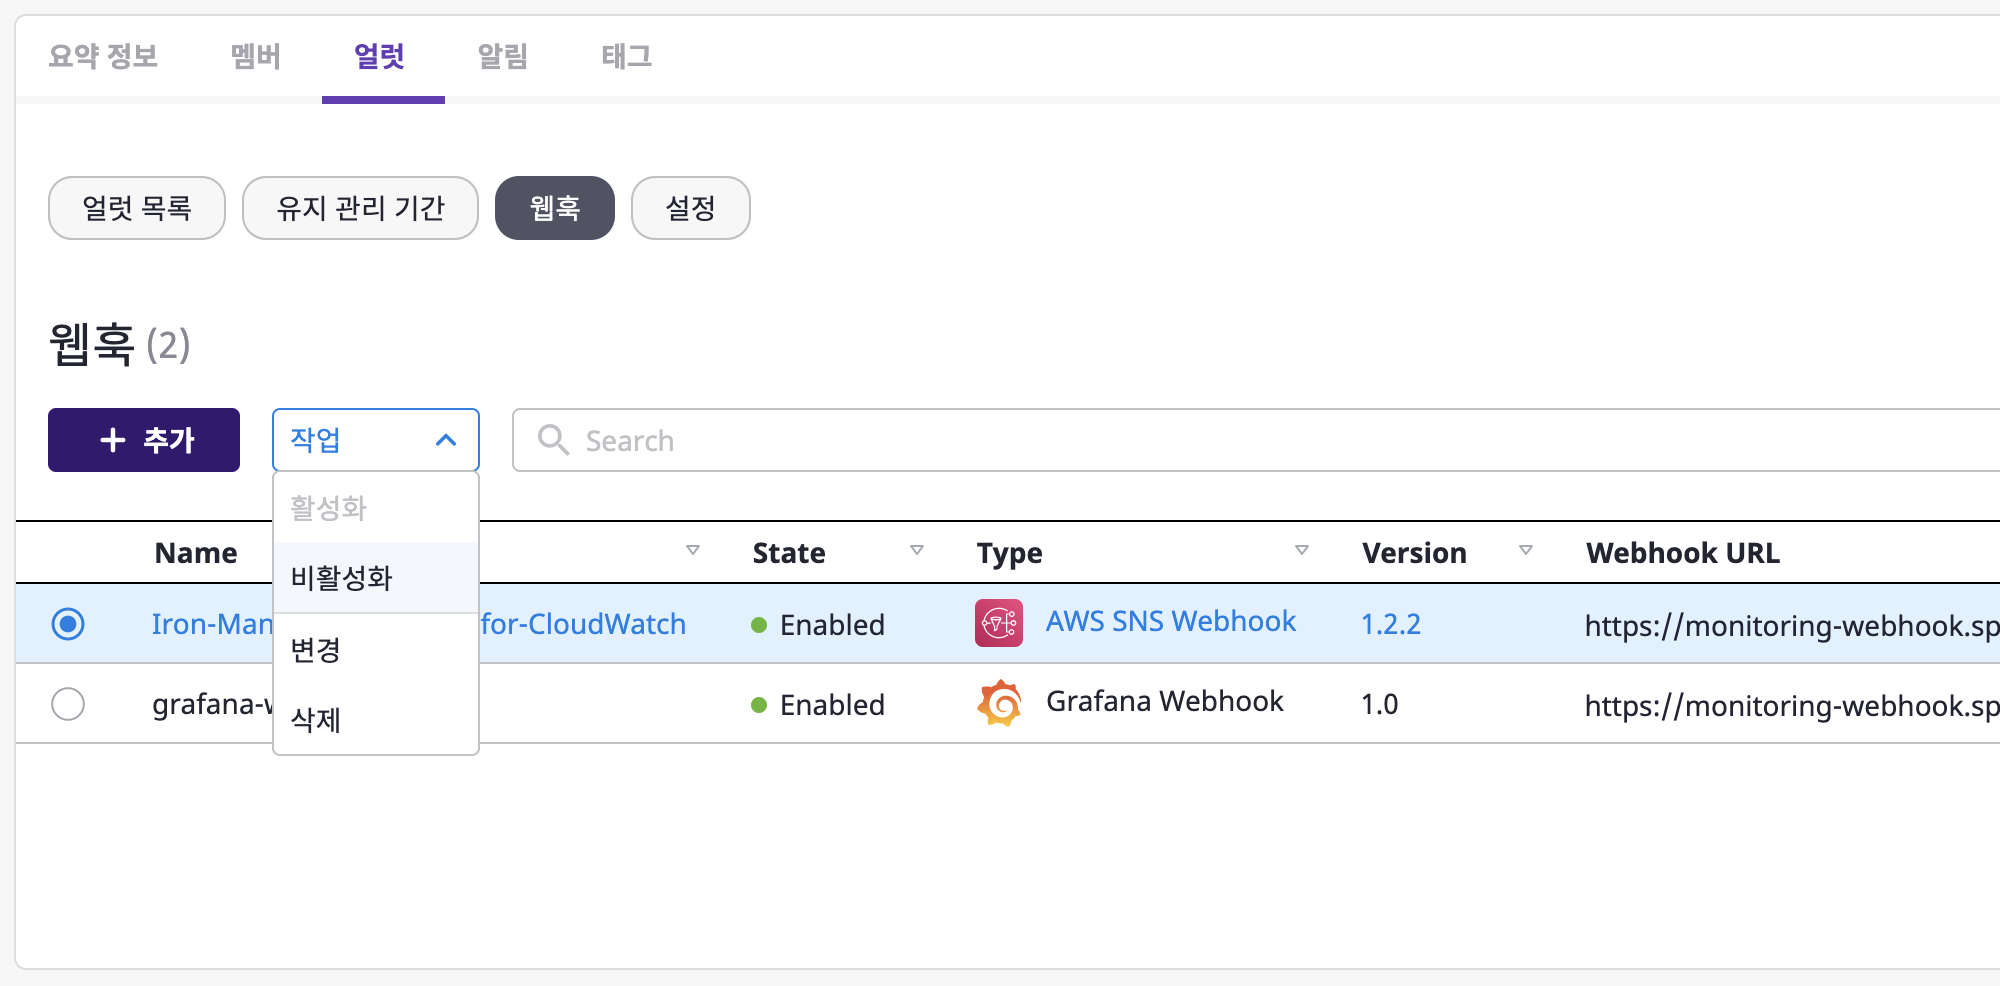 요약 정보 멤버 얼럿 알림 태그
얼럿 목록 유지 관리 기간 웹훅 설정
웹훅 (2)
+ 추가 작업 Search
활성화
비활성화
변경
삭제
Name State Type Version Webhook URL
Iron-Man for-CloudWatch Enabled AWS SNS Webhook 1.2.2 https://monitoring-webhook.sp
grafana- Enabled Grafana Webhook 1.0 https://monitoring-webhook.sp